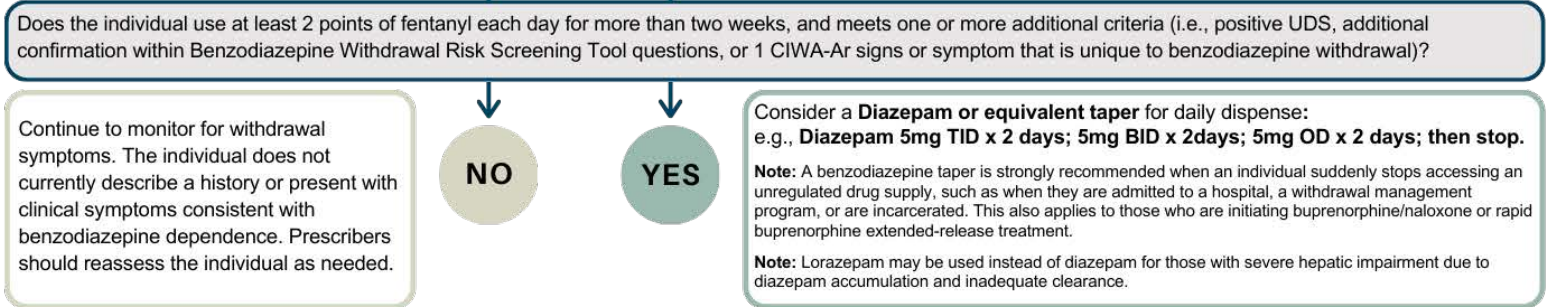 Does the individual use at least 2 points of fentanyl each day for more than two weeks, and meets one or more additional criteria (i.e., positive UDS, additional
confirmation within Benzodiazepine Withdrawal Risk Screening Tool questions, or 1 CIWA-Ar signs or symptom that is unique to benzodiazepine withdrawal)?
Continue to monitor for withdrawal
symptoms. The individual does not
currently describe a history or present with
clinical symptoms consistent with
benzodiazepine dependence. Prescribers
should reassess the individual as needed.
NO
YES
Consider a Diazepam or equivalent taper for daily dispense:
e.g., Diazepam 5mg TID x 2 days; 5mg BID x 2days; 5mg OD x 2 days; then stop.
Note: A benzodiazepine taper is strongly recommended when an individual suddenly stops accessing an
unregulated drug supply, such as when they are admitted to a hospital, a withdrawal management
program, or are incarcerated. This also applies to those who are initiating buprenorphine/naloxone or rapid
buprenorphine extended-release treatment.
Note: Lorazepam may be used instead of diazepam for those with severe hepatic impairment due to
diazepam accumulation and inadequate clearance.